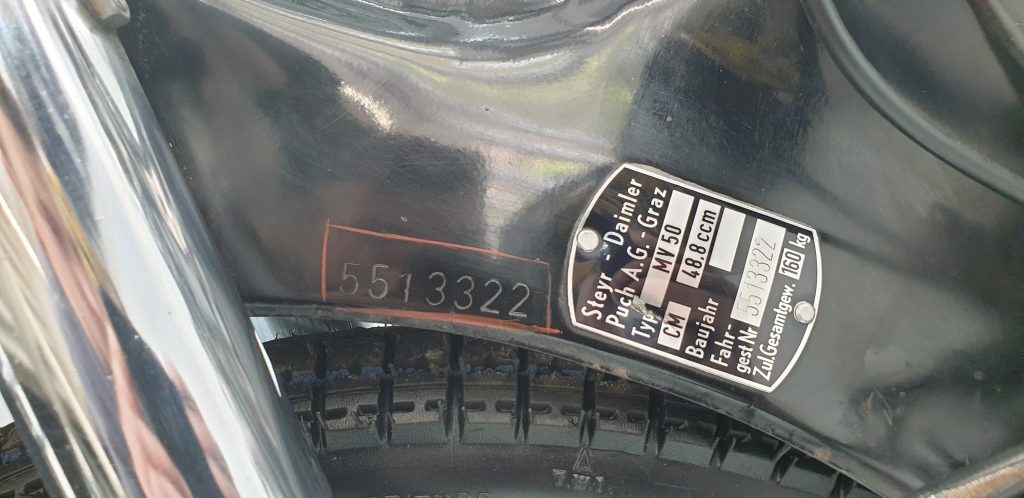 5513322
Steyr - Daimler
Puch A.G. - Graz
Type MV 50
CM 48.8 ccm
Baujahr
Fahr-
gest Nr 5513322
Zul.Gesamtgew. 160 kg